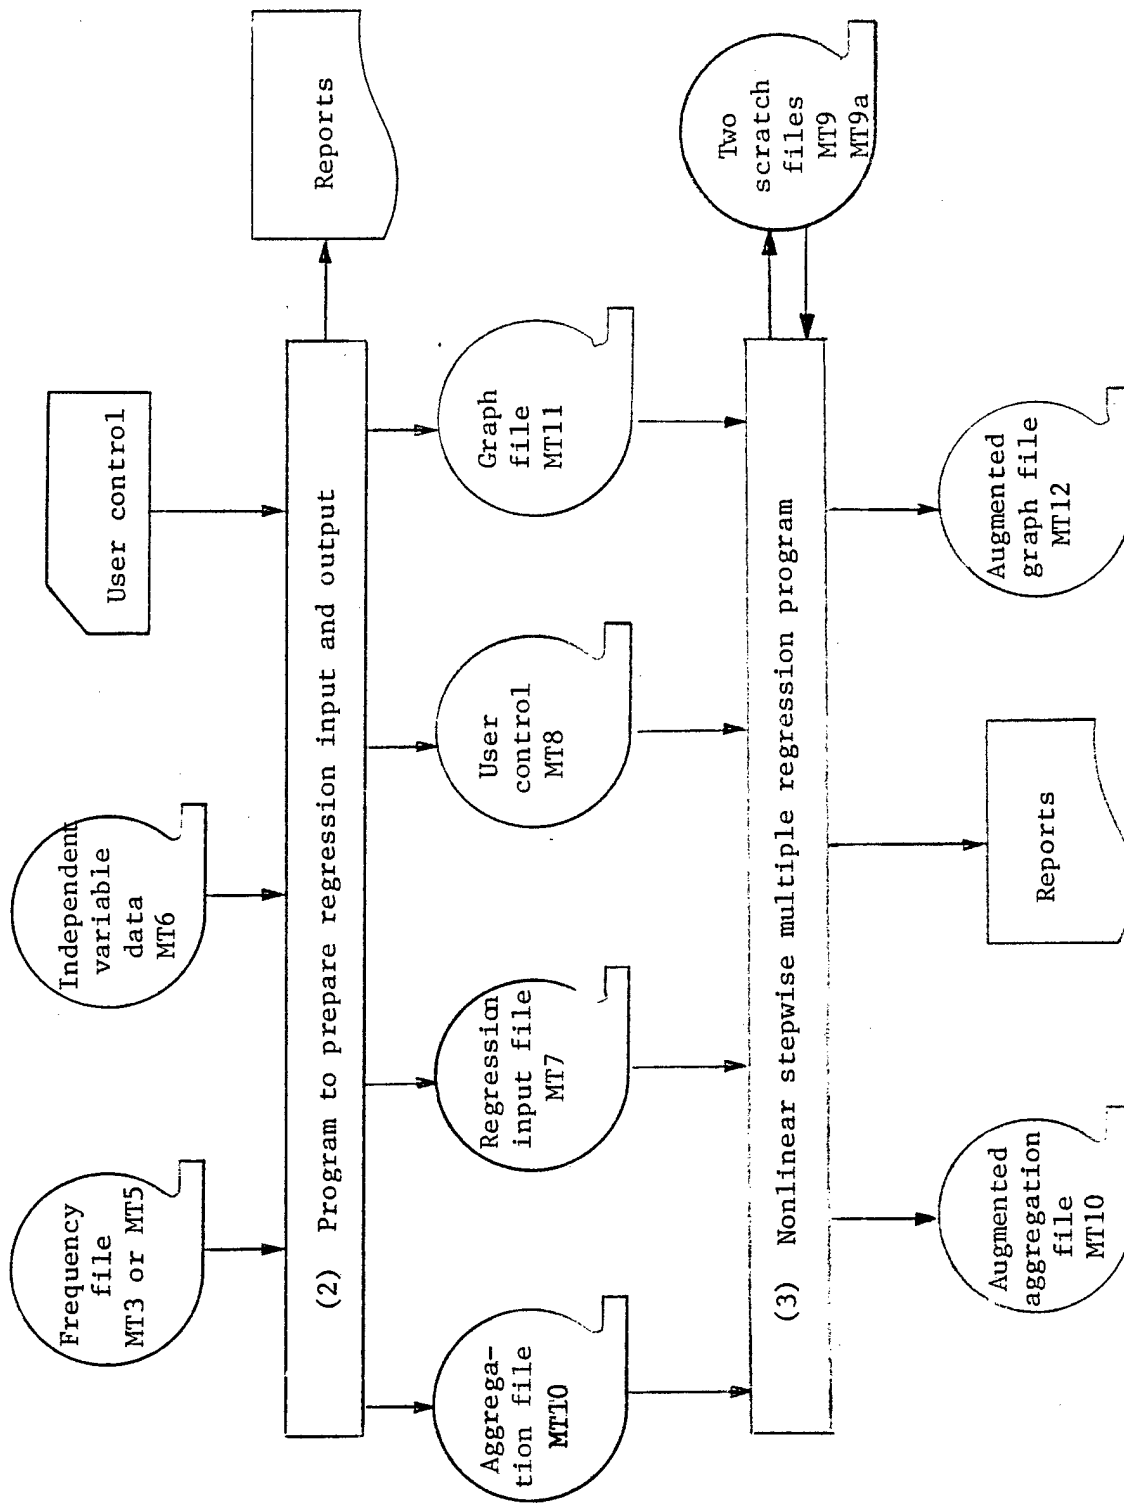 Frequency
file
MT3 or MT5
Independent
variable
data
MT6
User control
(2) Program to prepare regression input and output
Reports
Aggrega-
tion file
MT10
Regression
input file
MT7
User
control
MT8
Graph
file
MT11
(3) Nonlinear stepwise multiple regression program
Two
scratch
files
MT9
MT9a
Augmented
aggregation
file
MT10
Reports
Augmented
graph file
MT12